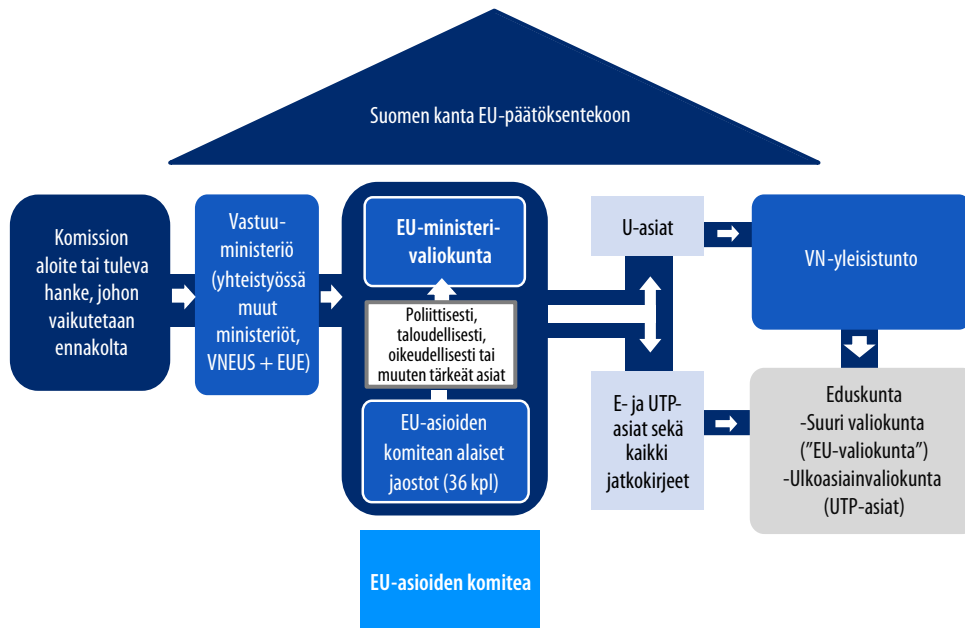 Suomen kanta EU-päätöksentekoon
Komission
aloite tai tuleva
hanke, johon
vaikutetaan
ennakolta
Vastuu-
ministeriö
(yhteistyössä
muut
ministeriöt,
VNEUS + EUE)
EU-ministeri-
valiokunta
Poliittisesti,
taloudellisesti,
oikeudellisesti tai
muuten tärkeät asiat
EU-asioiden
komitean alaiset
jaostot (36 kpl)
EU-asioiden komitea
U-asiat
E- ja UTP-
asiat sekä
kaikki
jatkokirjeet
VN-yleisistunto
Eduskunta
-Suuri valiokunta
(”EU-valiokunta”)
-Ulkoasiainvaliokunta
(UTP-asiat)